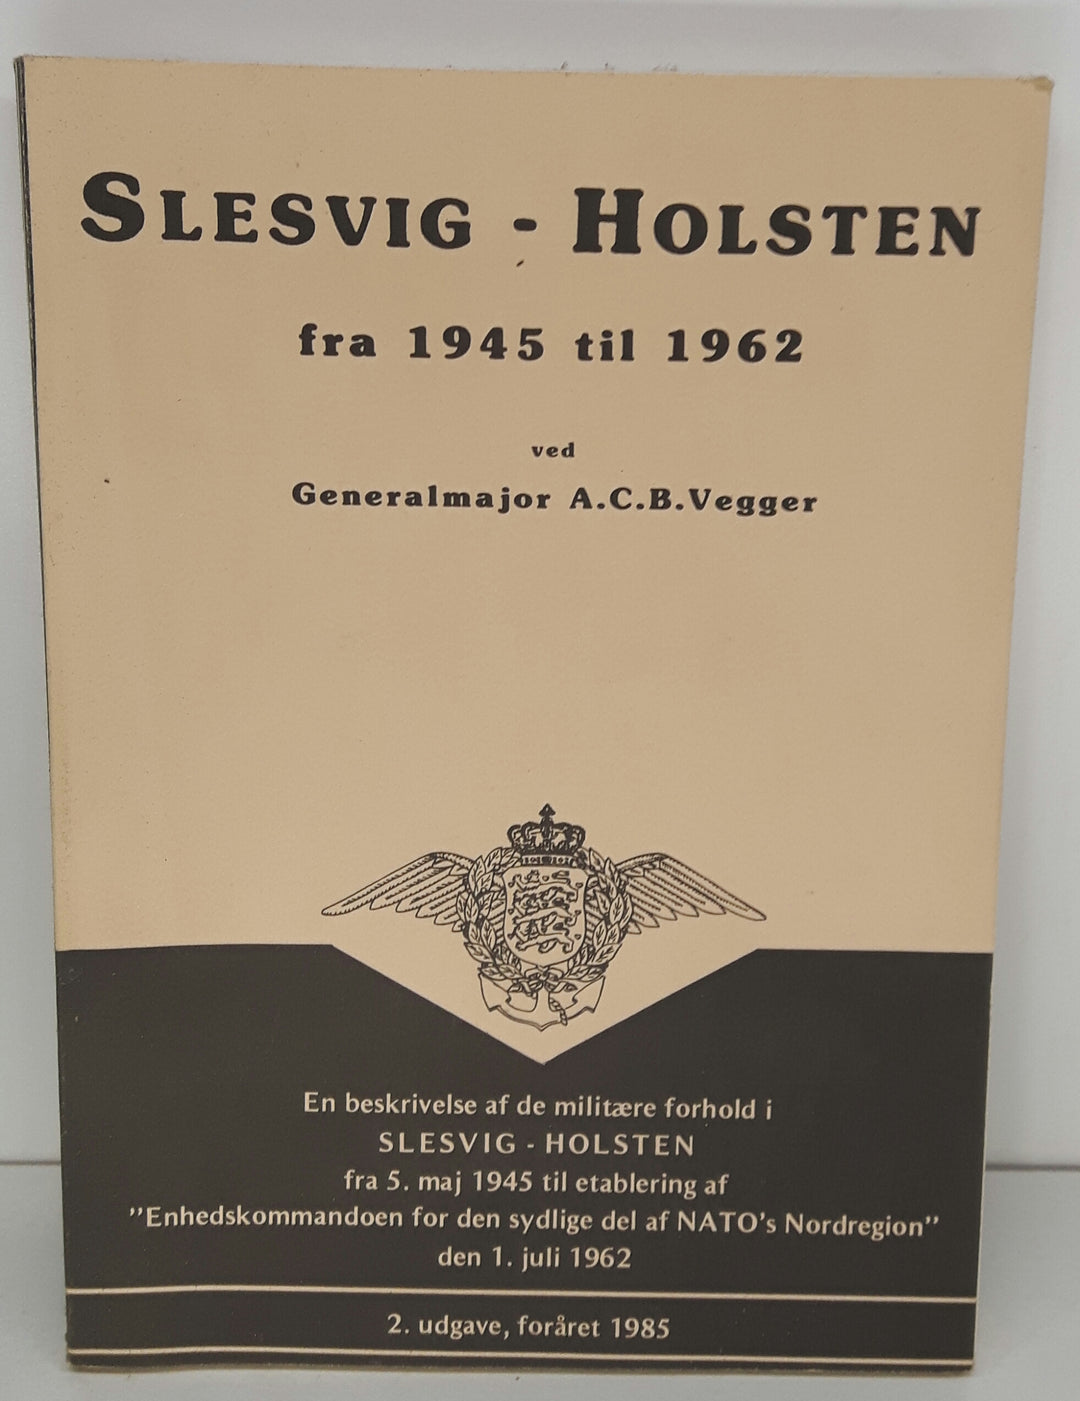 SLESVIG - HOLSTEN
fra 1945 til 1962
ved
Generalmajor A.C.B.Vegger
En beskrivelse af de militære forhold i
SLESVIG - HOLSTEN
fra 5. maj 1945 til etablering af
”Enhedskommandoen for den sydlige del af NATO’s Nordregion”
den 1. juli 1962
2. udgave, foråret 1985